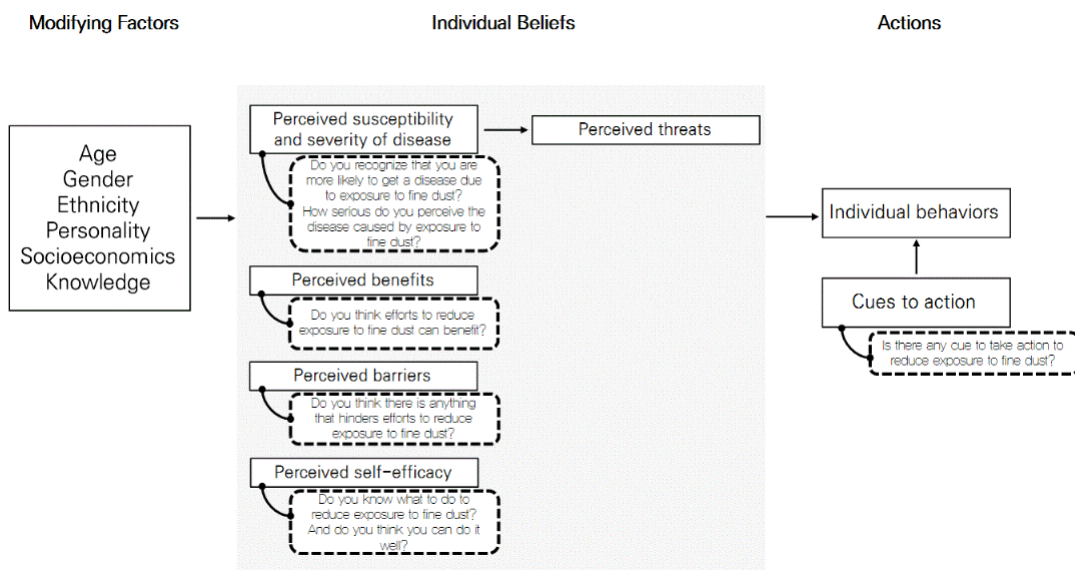 Modifying Factors
Individual Beliefs
Actions
Age
Gender
Ethnicity
Personality
Socioeconomics
Knowledge
Perceived susceptibility
and severity of disease
Do you recognize that you are
more likely to get a disease due
to exposure to fine dust?
How serious do you perceive the
disease caused by exposure to
fine dust?
Perceived threats
Perceived benefits
Do you think efforts to reduce
exposure to fine dust can benefit?
Perceived barriers
Do you think there is anything
that hinders efforts to reduce
exposure to fine dust?
Perceived self-efficacy
Do you know what to do to
reduce exposure to fine dust?
And do you think you can do it
well?
Individual behaviors
Cues to action
Is there any cue to take action to
reduce exposure to fine dust?